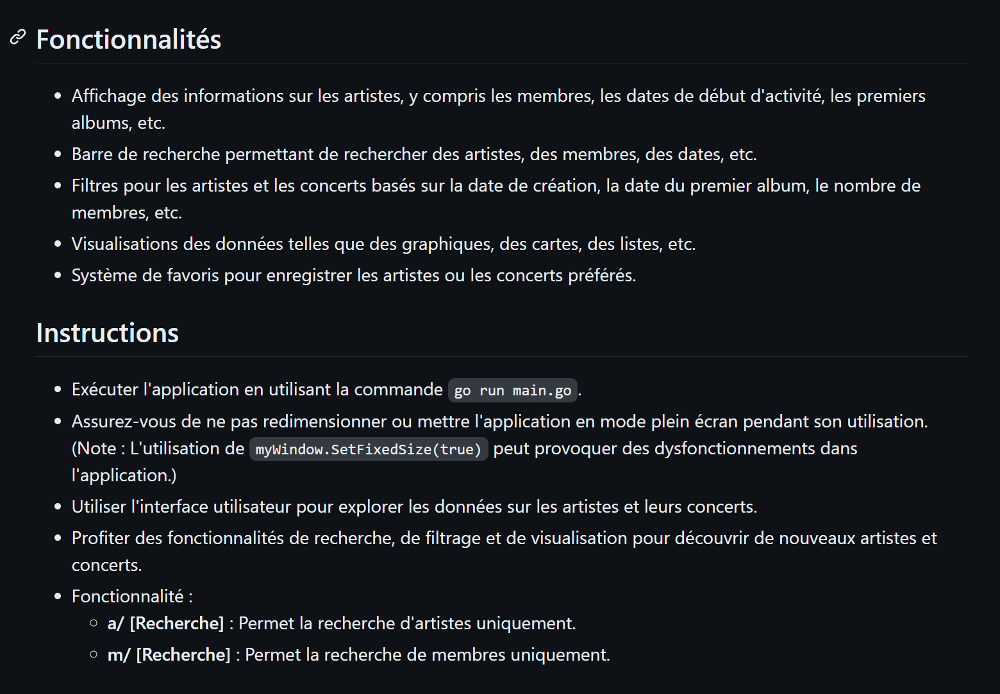 Fonctionnalités
Affichage des informations sur les artistes, y compris les membres, les dates de début d'activité, les premiers
albums, etc.
Barre de recherche permettant de rechercher des artistes, des membres, des dates, etc.
Filtres pour les artistes et les concerts basés sur la date de création, la date du premier album, le nombre de
membres, etc.
Visualisations des données telles que des graphiques, des cartes, des listes, etc.
Système de favoris pour enregistrer les artistes ou les concerts préférés.
Instructions
Exécuter l'application en utilisant la commande go run main.go.
Assurez-vous de ne pas redimensionner ou mettre l'application en mode plein écran pendant son utilisation.
(Note : L'utilisation de myWindow.SetFixedSize(true) peut provoquer des dysfonctionnements dans
l'application.)
Utiliser l'interface utilisateur pour explorer les données sur les artistes et leurs concerts.
Profiter des fonctionnalités de recherche, de filtrage et de visualisation pour découvrir de nouveaux artistes et
concerts.
Fonctionnalité :
a/ [Recherche] : Permet la recherche d'artistes uniquement.
m/ [Recherche] : Permet la recherche de membres uniquement.